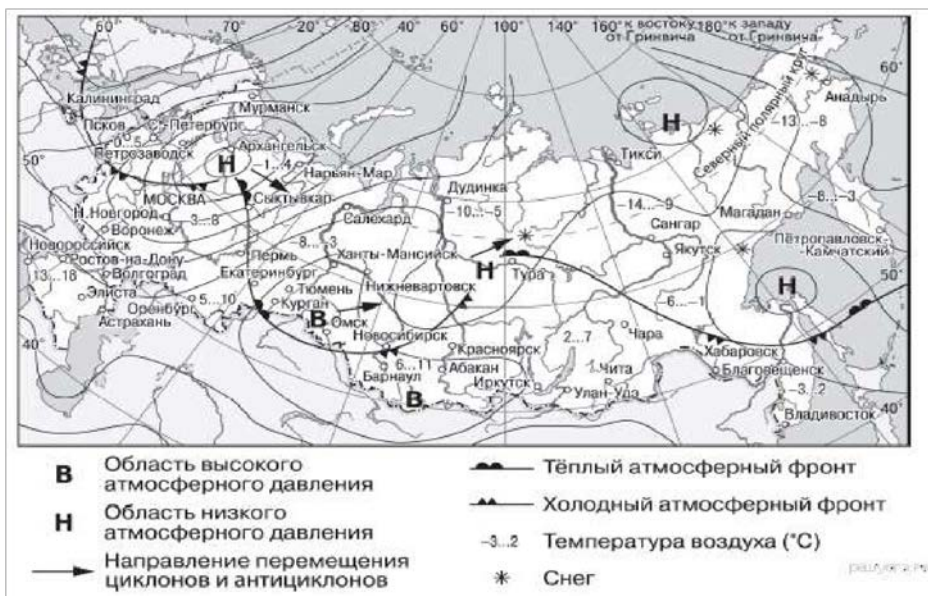 60° 70° 80° 60° 40° 140° 160° к востоку 180° к западу
от Гринвича от Гринвича
60°
Калининград
Мурманск
Анадырь
Псков С.-Петербург
-13...-8
Северный полярный круг
Н
0...5
Архангельск
Петрозаводск
50°
Н
-1...4
Нарьян-Мар
Тикси
МОСКВА
Сыктывкар
Дудинка
Н.Новгород
3...8
Салехард
-10...-5
-14...-9
-8...-3
Воронеж
Магадан
Сангар
Новороссийск
Ростов-на-Дону
Пермь
-8...-3
Ханты-Мансийск
Якутск
Петропавловск-
Камчатский
13...18
Волгоград
Екатеринбург
Нижневартовск
Н
Тура
50°
Элиста
Тюмень
Н
Оренбург
5...10
Курган
В
Омск
-6...-1
Астрахань
Новосибирск
2...7
Чара
40°
Красноярск
Хабаровск
6...11
Абакан
Чита
Благовещенск
Барнаул
Иркутск
Улан-Удэ
-3...2
В
Владивосток
40°
60° 80° 100° 120°
В Область высокого
атмосферного давления
Н Область низкого
атмосферного давления
Направление перемещения
циклонов и антициклонов
Тёплый атмосферный фронт
Холодный атмосферный фронт
-3...2 Температура воздуха (°С)
Снег